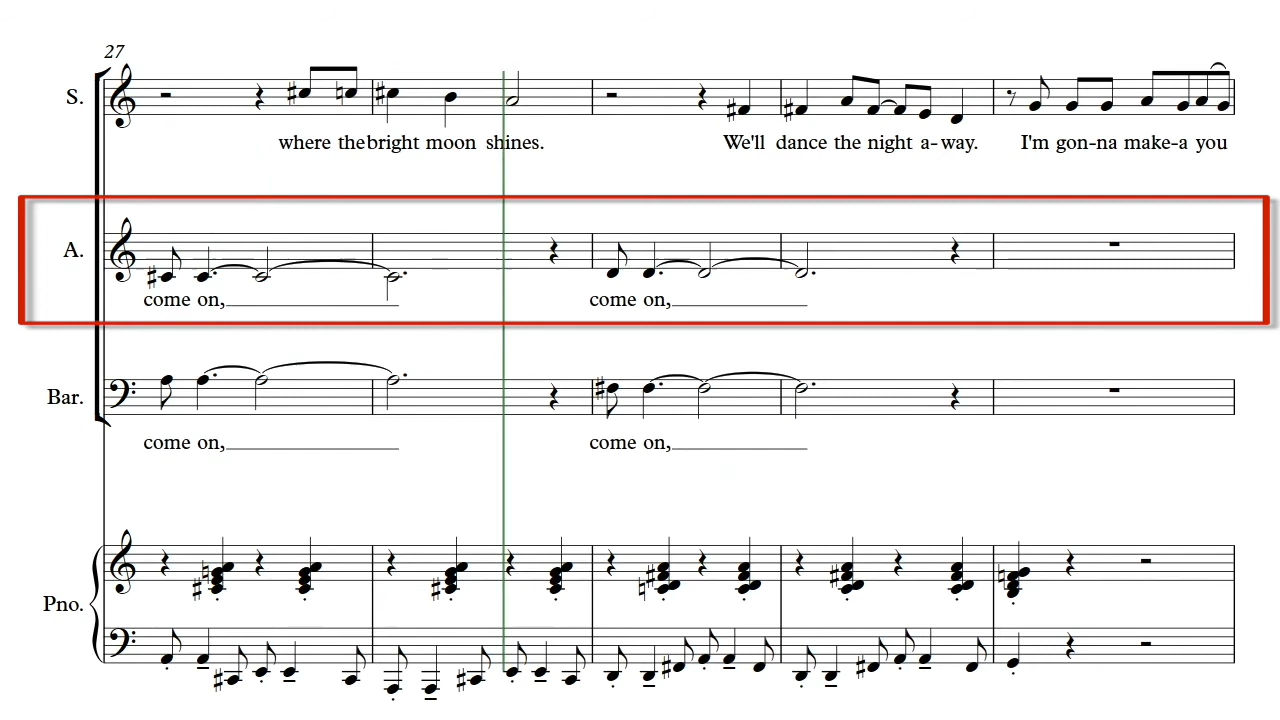 27
S.
where the bright moon shines. We'll dance the night a-way. I'm gon-na make-a you
A.
come on, come on,
Bar.
come on, come on,
Pno.